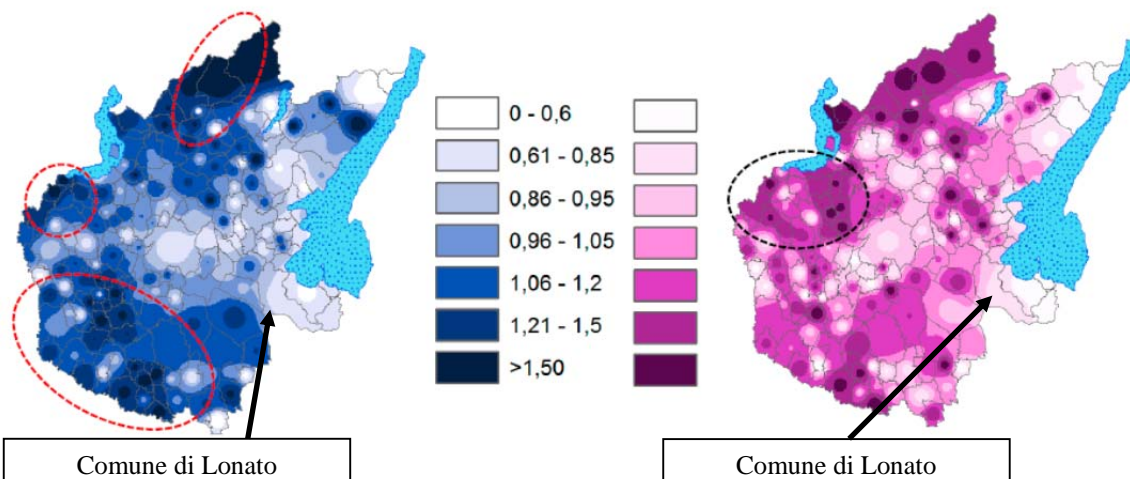 0 - 0,6
0,61 - 0,85
0,86 - 0,95
0,96 - 1,05
1,06 - 1,2
1,21 - 1,5
>1,50
Comune di Lonato
Comune di Lonato